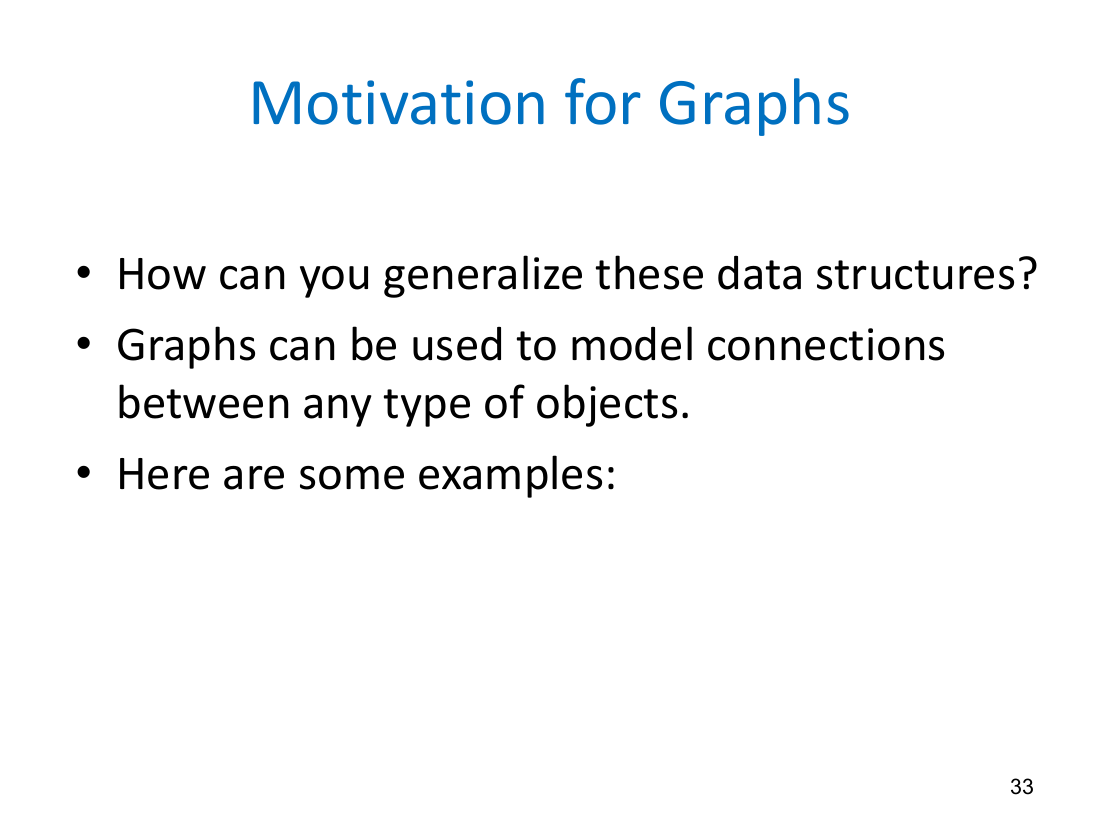 Motivation for Graphs
• How can you generalize these data structures?
• Graphs can be used to model connections
between any type of objects.
• Here are some examples:
33